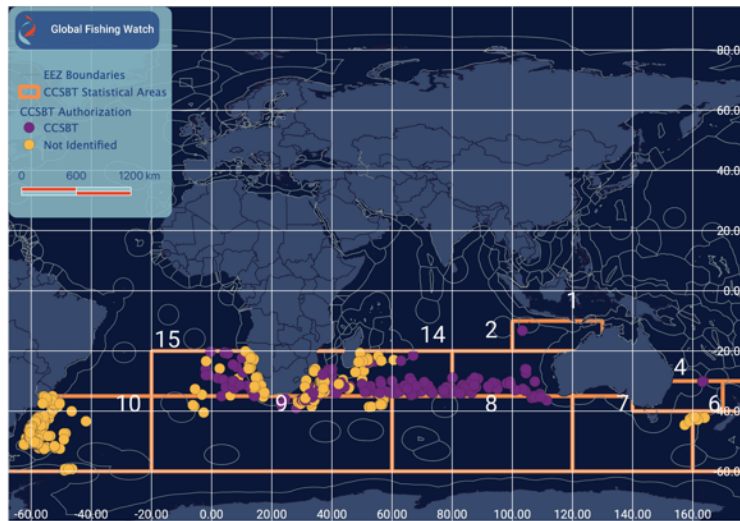 Global Fishing Watch
EEZ Boundaries
CCSBT Statistical Areas
CCSBT Authorization
CCSBT
Not Identified
0 600 1200 km
80.00
60.00
40.00
20.00
0.00
-20.00
-40.00
-60.00
1
2
14
15
4
10
9
8
7
6
-60.00 -40.00 -20.00 0.00 20.00 40.00 60.00 80.00 100.00 120.00 140.00 160.00